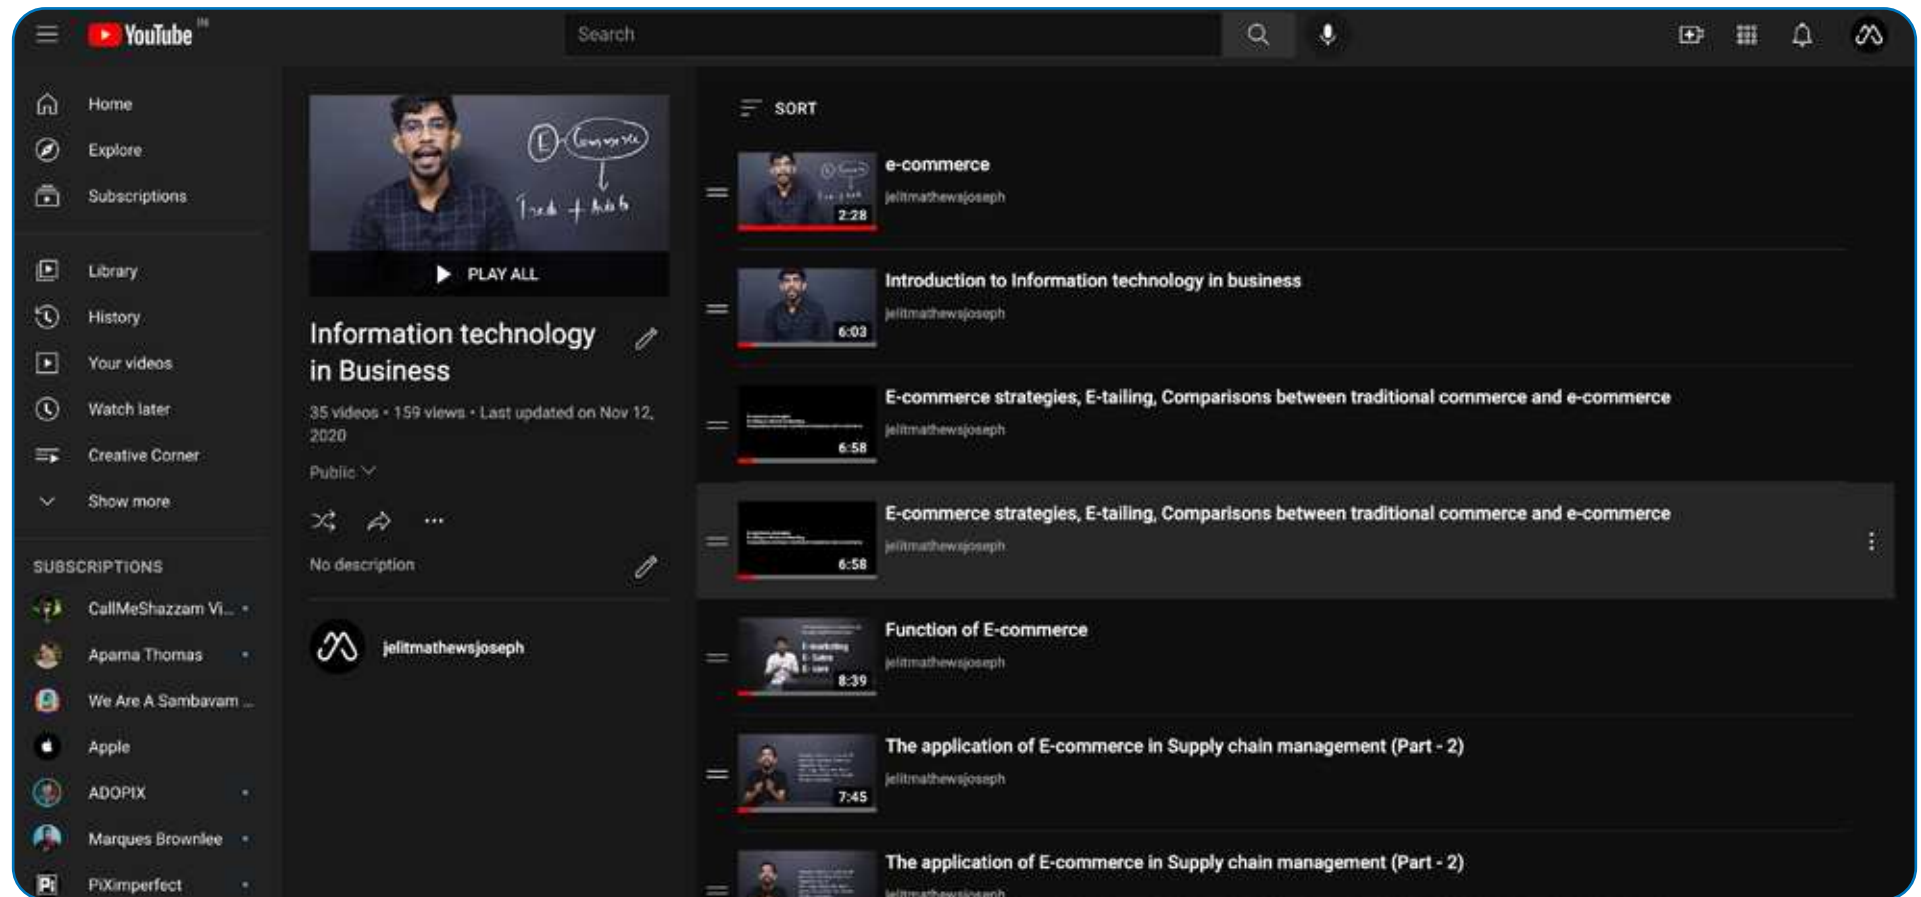 YouTube IN
Search
Home
Explore
Subscriptions
Library
History
Your videos
Watch later
Creative Corner
Show more
SUBSCRIPTIONS
CallMeShazzam Vi...
Aparna Thomas
We Are A Sambavam ...
Apple
ADOPIX
Marques Brownlee
Pi
PiXimperfect
E - Commerce
PLAY ALL
Information technology
in Business
35 videos • 159 views • Last updated on Nov 12,
2020
Public
No description
jelitmathewsjoseph
SORT
e-commerce
jelitmathewsjoseph
2:28
Introduction to Information technology in business
jelitmathewsjoseph
6:03
E-commerce strategies, E-tailing, Comparisons between traditional commerce and e-commerce
jelitmathewsjoseph
6:58
E-commerce strategies, E-tailing, Comparisons between traditional commerce and e-commerce
jelitmathewsjoseph
6:58
Function of E-commerce
jelitmathewsjoseph
8:39
The application of E-commerce in Supply chain management (Part - 2)
jelitmathewsjoseph
7:45
The application of E-commerce in Supply chain management (Part - 2)
jelitmathewsjoseph